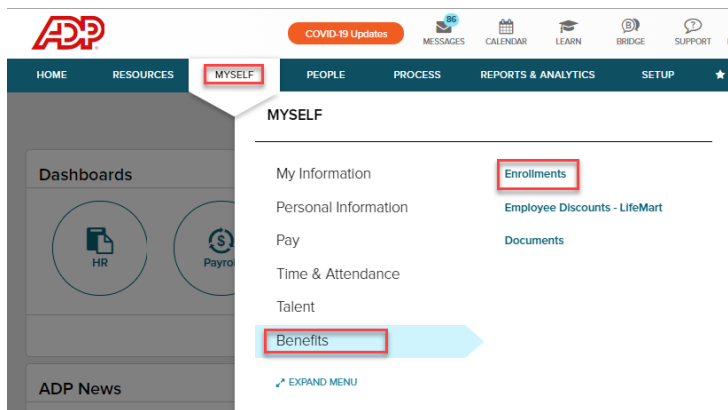 ADP
COVID-19 Updates
86
MESSAGES
CALENDAR
LEARN
B
BRIDGE
?
SUPPORT
HOME RESOURCES MYSELF PEOPLE PROCESS REPORTS & ANALYTICS SETUP
MYSELF
Dashboards
HR
$
Payro
ADP News
My Information
Personal Information
Pay
Time & Attendance
Talent
Benefits
EXPAND MENU
Enrollments
Employee Discounts - LifeMart
Documents